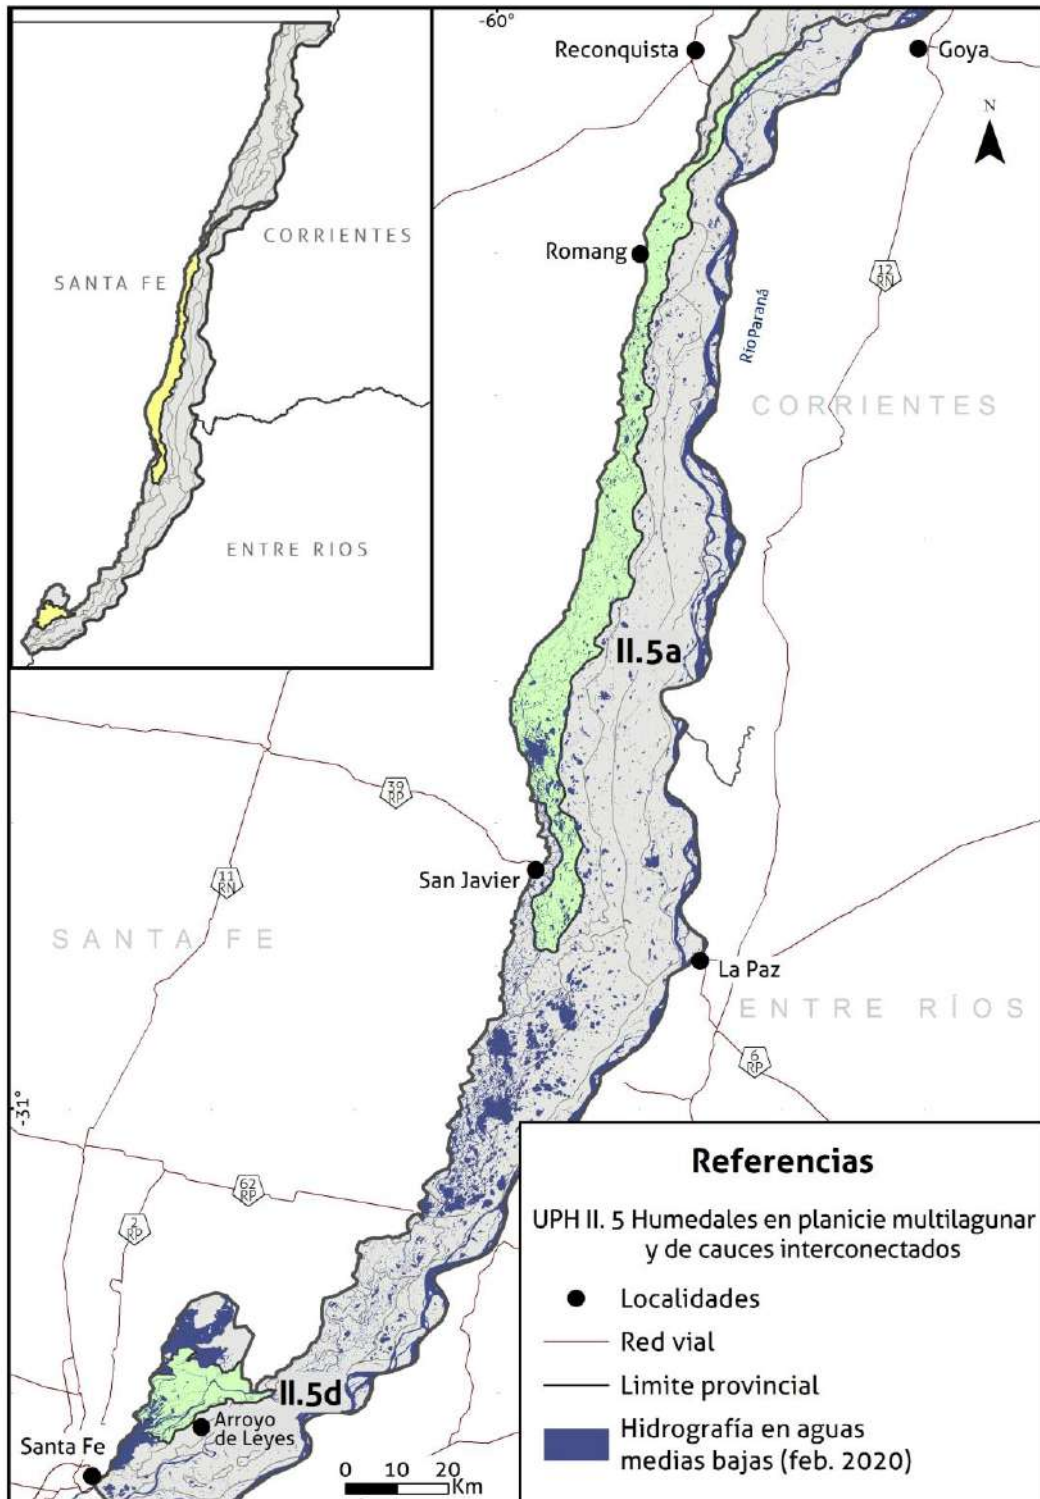 -60°
Reconquista
Goya
N
CORRIENTES
SANTA FE
Romang
12
RN
Río Paraná
CORRIENTES
ENTRE RIOS
II.5a
39
RP
11
RN
San Javier
SANTA FE
La Paz
ENTRE RÍOS
6
RP
-31°
62
RP
2
RP
Referencias
UPH II. 5 Humedales en planicie multilagunar
y de cauces interconectados
Localidades
Red vial
Limite provincial
Hidrografía en aguas
medias bajas (feb. 2020)
II.5d
Arroyo
de Leyes
Santa Fe
0 10 20
Km